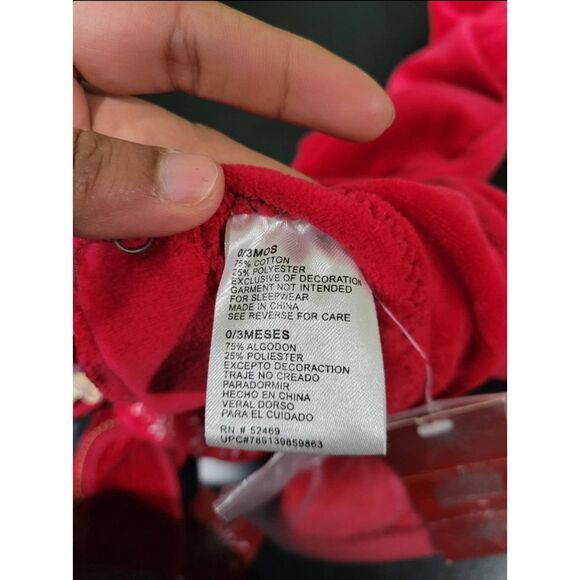 0/3MOS
75% COTTON
25% POLYESTER
EXCLUSIVE OF DECORATION
GARMENT NOT INTENDED
FOR SLEEPWEAR
MADE IN CHINA
SEE REVERSE FOR CARE
0/3MESES
75% ALGODON
25% POLIESTER
EXCEPTO DECORACTION
TRAJE NO CREADO
PARADORMIR
HECHO EN CHINA
VERAL DORSO
PARA EL CUIDADO
RN # 52469
UPC#789139859863